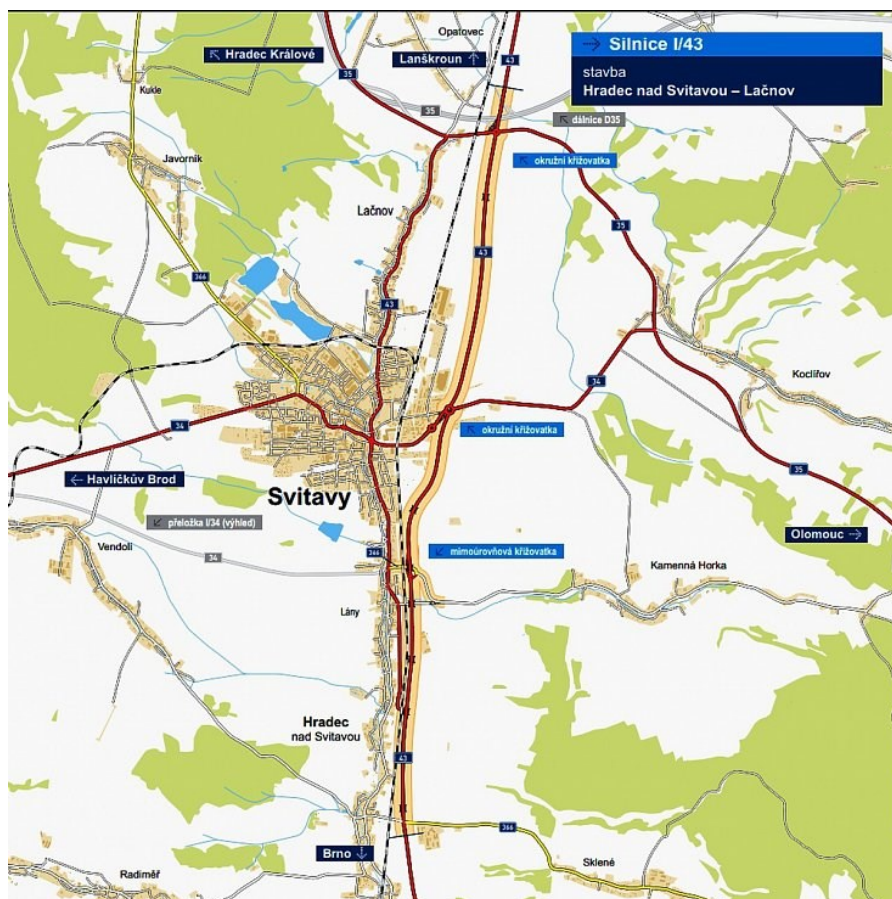 Opatovec
Hradec Králové
Lanškroun
43
Silnice I/43
stavba
Hradec nad Svitavou – Lačnov
35
Kukle
35
dálnice D35
Javorník
okružní křižovatka
Lačnov
35
43
366
43
Koclířov
34
34
okružní křižovatka
35
Havlíčkův Brod
Svitavy
přeložka I/34 (výhled)
Olomouc
Vendolí
34
366
mimoúrovňová křižovatka
Kamenná Horka
Lány
Hradec
nad Svitavou
43
366
Brno
Sklené
Radiměř